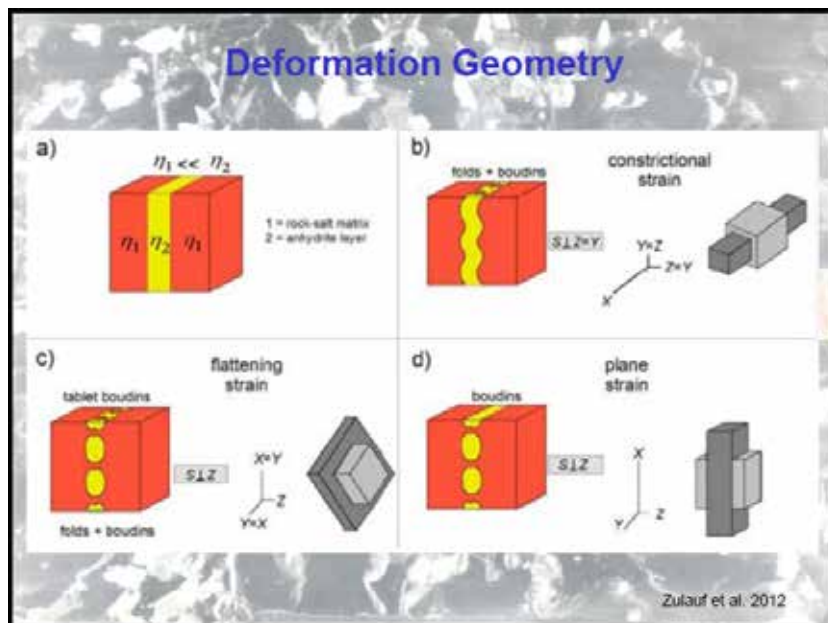 Deformation Geometry
a)
η₁ << η₂
η₁ η₂ η₁
1 = rock-salt matrix
2 = anhydrite layer
b)
folds + boudins
constrictional
strain
S⊥Z=Y
Y=Z
Z=Y
X
c)
flattening
strain
tablet boudins
S⊥Z
X=Y
Z
Y=X
folds + boudins
d)
plane
strain
boudins
S⊥Z
X
Y
Z
Zulauf et al. 2012